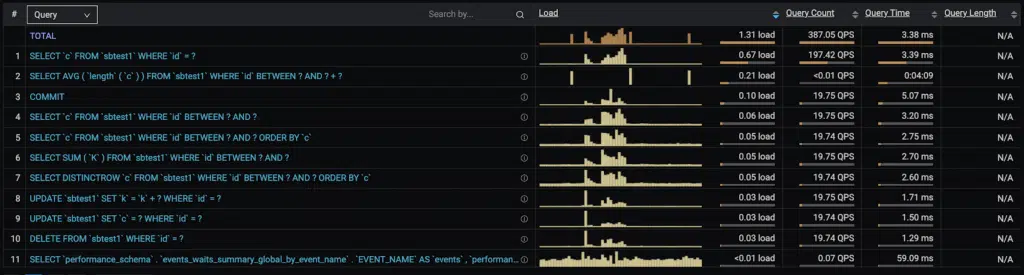 # Query Search by... Load Query Count Query Time Query Length
TOTAL 1.31 load 387.05 QPS 3.38 ms N/A
1 SELECT `c` FROM `sbtest1` WHERE `id` = ? 0.67 load 197.42 QPS 3.39 ms N/A
2 SELECT AVG ( `length` ( `c` ) ) FROM `sbtest1` WHERE `id` BETWEEN ? AND ? + ? 0.21 load <0.01 QPS 0:04:09 N/A
3 COMMIT 0.10 load 19.75 QPS 5.07 ms N/A
4 SELECT `c` FROM `sbtest1` WHERE `id` BETWEEN ? AND ? 0.06 load 19.75 QPS 3.20 ms N/A
5 SELECT `c` FROM `sbtest1` WHERE `id` BETWEEN ? AND ? ORDER BY `c` 0.05 load 19.74 QPS 2.75 ms N/A
6 SELECT SUM ( `K` ) FROM `sbtest1` WHERE `id` BETWEEN ? AND ? 0.05 load 19.75 QPS 2.70 ms N/A
7 SELECT DISTINCTROW `c` FROM `sbtest1` WHERE `id` BETWEEN ? AND ? ORDER BY `c` 0.05 load 19.74 QPS 2.60 ms N/A
8 UPDATE `sbtest1` SET `k` = `k` + ? WHERE `id` = ? 0.03 load 19.75 QPS 1.71 ms N/A
9 UPDATE `sbtest1` SET `c` = ? WHERE `id` = ? 0.03 load 19.74 QPS 1.50 ms N/A
10 DELETE FROM `sbtest1` WHERE `id` = ? 0.03 load 19.74 QPS 1.29 ms N/A
11 SELECT `performance_schema` . `events_waits_summary_global_by_event_name` . `EVENT_NAME` AS `events` , `performan... <0.01 load 0.07 QPS 59.09 ms N/A